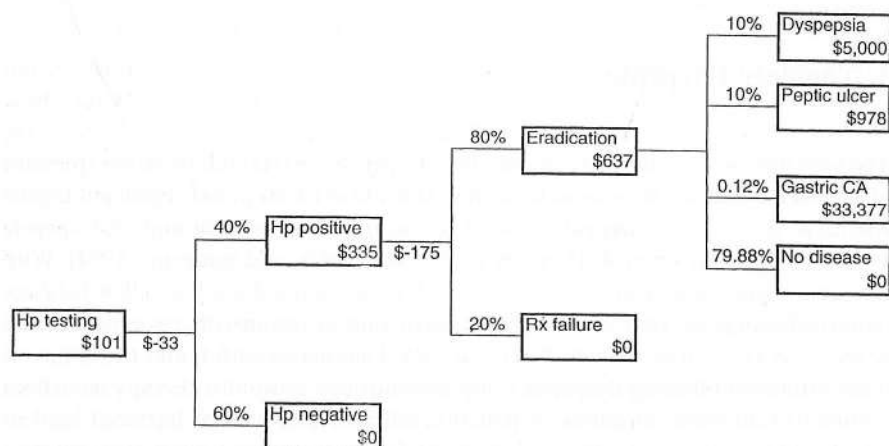 10% Dyspepsia
$5,000
10% Peptic ulcer
$978
80% Eradication
$637
0.12% Gastric CA
$33,377
40% Hp positive
$335 $-175
79.88% No disease
$0
Hp testing
$101 $-33
20% Rx failure
$0
60% Hp negative
$0